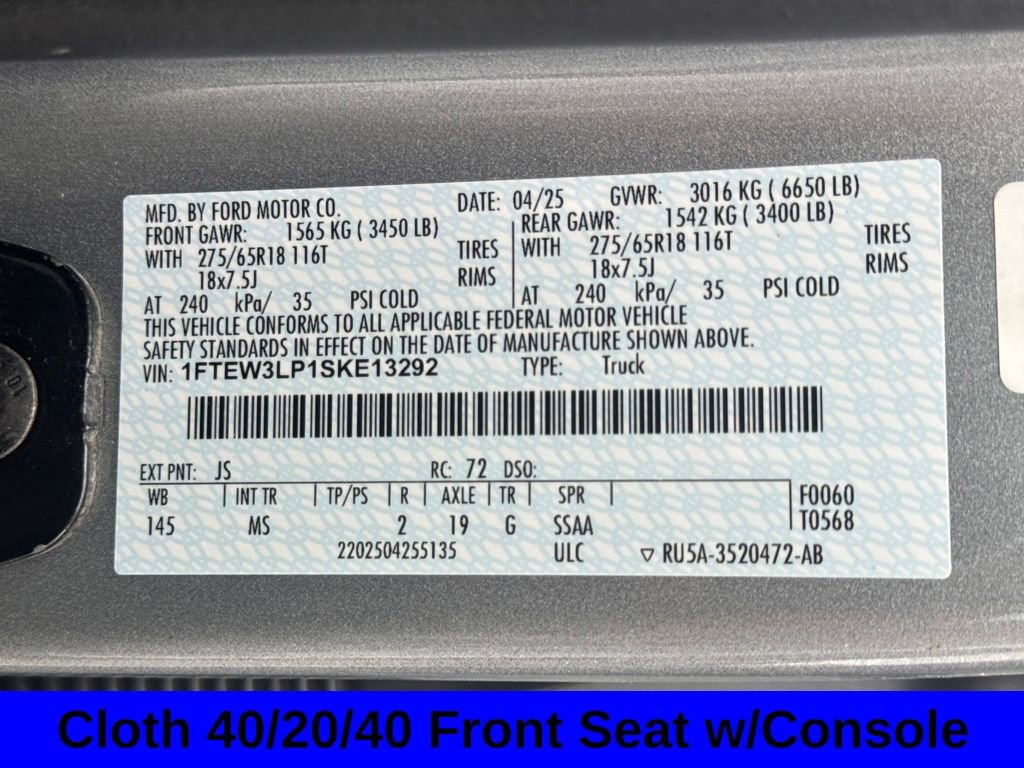 MFD. BY FORD MOTOR CO. DATE: 04/25 GVWR: 3016 KG ( 6650 LB)
FRONT GAWR: 1565 KG ( 3450 LB) REAR GAWR: 1542 KG ( 3400 LB)
WITH 275/65R18 116T TIRES WITH 275/65R18 116T TIRES
18x7.5J RIMS 18x7.5J RIMS
AT 240 kPa/ 35 PSI COLD AT 240 kPa/ 35 PSI COLD
THIS VEHICLE CONFORMS TO ALL APPLICABLE FEDERAL MOTOR VEHICLE
SAFETY STANDARDS IN EFFECT ON THE DATE OF MANUFACTURE SHOWN ABOVE.
VIN: 1FTEW3LP1SKE13292 TYPE: Truck
EXT PNT: JS RC: 72 DSO:
WB INT TR TP/PS R AXLE TR SPR F0060
145 MS 2 19 G SSAA T0568
2202504255135 ULC ▽ RU5A-3520472-AB
Cloth 40/20/40 Front Seat w/Console